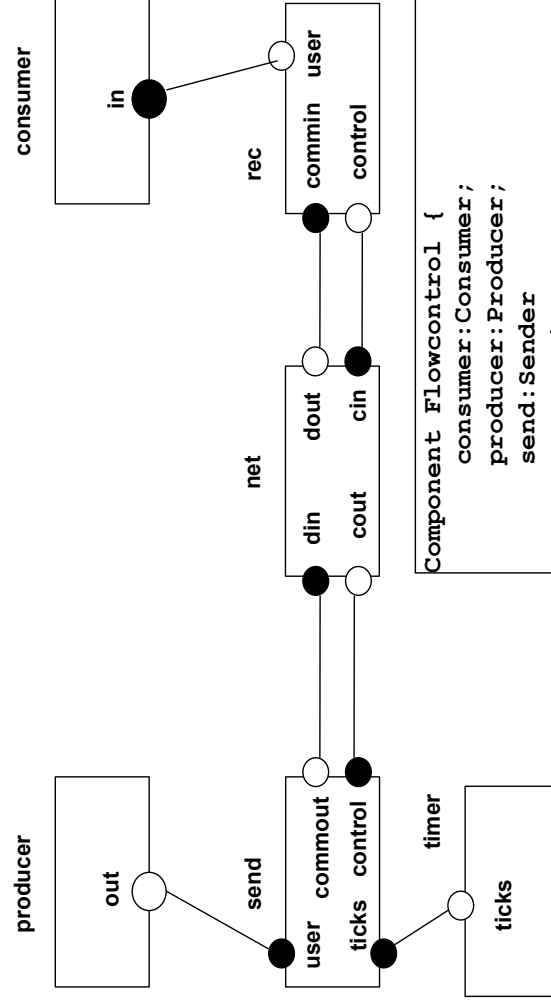 producer
out
send
user
commout
ticks
control
timer
ticks
net
din
dout
cout
cin
rec
commin
user
control
consumer
in
Component Flowcontrol {
consumer:Consumer;
producer:Producer;
send:Sender